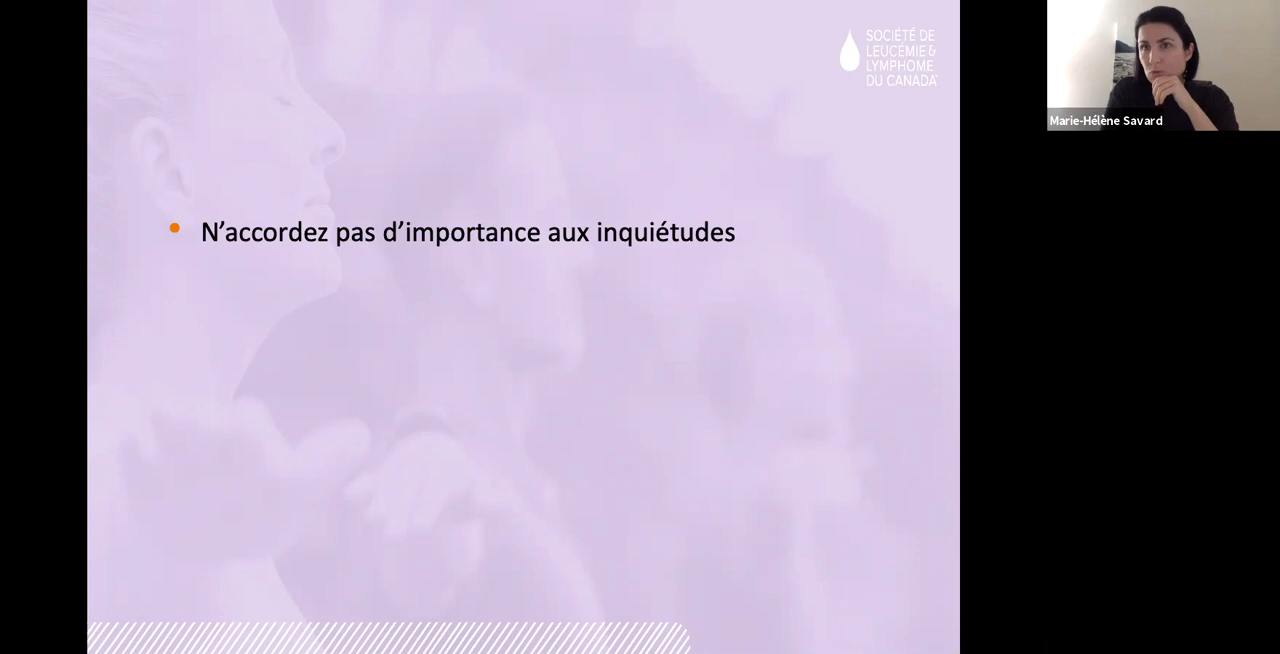 SOCIÉTÉ DE
LEUCÉMIE &
LYMPHOME
DU CANADA
N’accordez pas d’importance aux inquiétudes
Marie-Hélène Savard